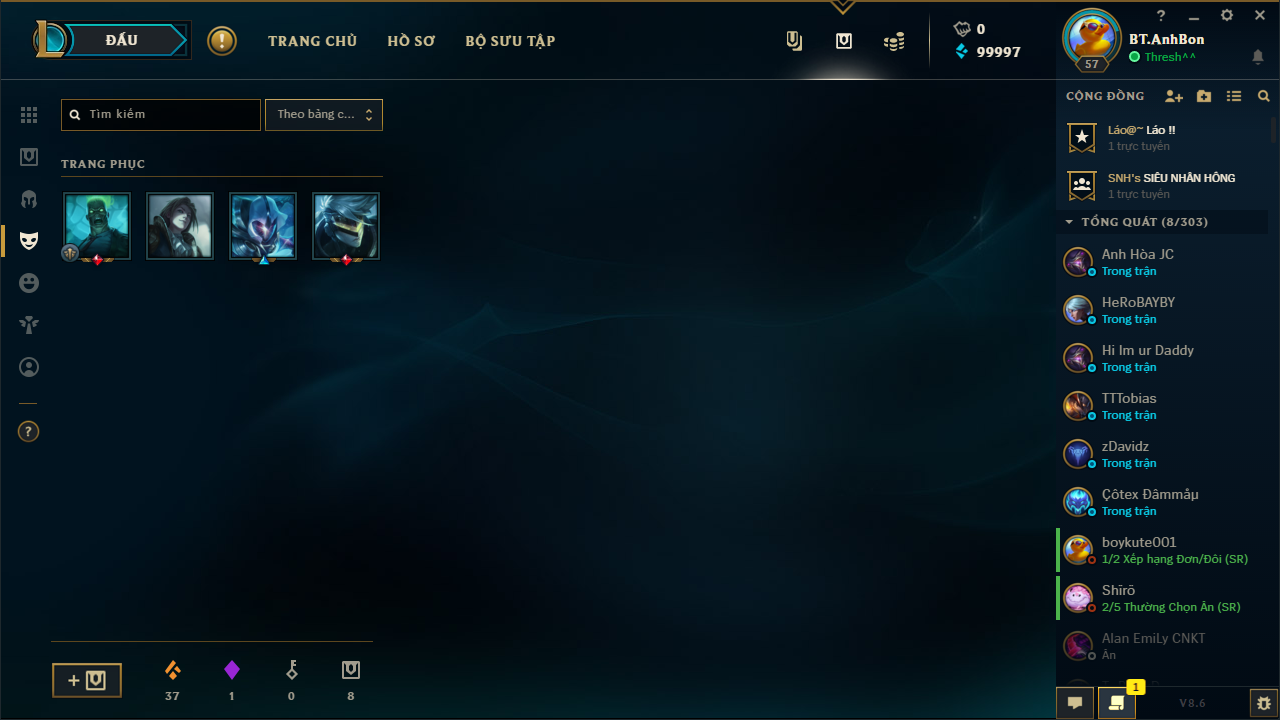 ĐẤU
!
TRANG CHỦ
HỒ SƠ
BỘ SƯU TẬP
0
99997
?
57
BT.AnhBon
Thresh^^
Tìm kiếm
Theo bảng c...
TRANG PHỤC
?
37
1
0
8
CỘNG ĐỒNG
Láo@~ Láo !!
1 trực tuyến
SNH's SIÊU NHÂN HỒNG
1 trực tuyến
TỔNG QUÁT (8/303)
Anh Hòa JC
Trong trận
HeRoBAYBY
Trong trận
Hi Im ur Daddy
Trong trận
TTTobias
Trong trận
zDavidz
Trong trận
Çôtex Đâmmåµ
Trong trận
boykute001
1/2 Xếp hạng Đơn/Đôi (SR)
Shīrō
2/5 Thường Chọn Ẩn (SR)
Alan EmiLy CNKT
Ẩn
1
V8.6